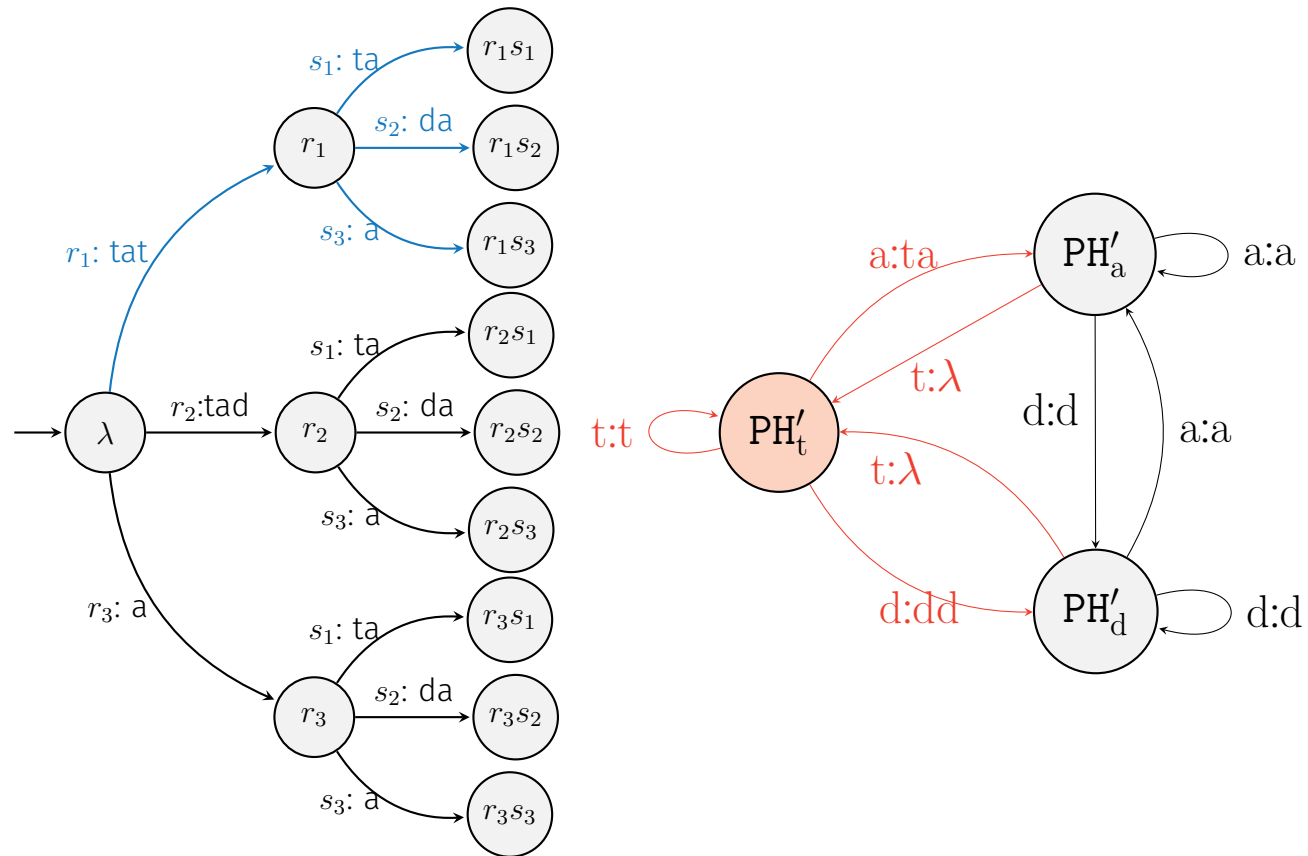 r₁s₁
s₁: ta
r₁
s₂: da
r₁s₂
s₃: a
r₁s₃
r₁: tat
r₂s₁
s₁: ta
λ
r₂:tad
r₂
s₂: da
r₂s₂
s₃: a
r₂s₃
r₃: a
r₃s₁
s₁: ta
r₃
s₂: da
r₃s₂
s₃: a
r₃s₃
PH′ₐ
a:a
a:ta
t:λ
d:d
a:a
t:t
PH′ₜ
t:λ
d:dd
PH′d
d:d